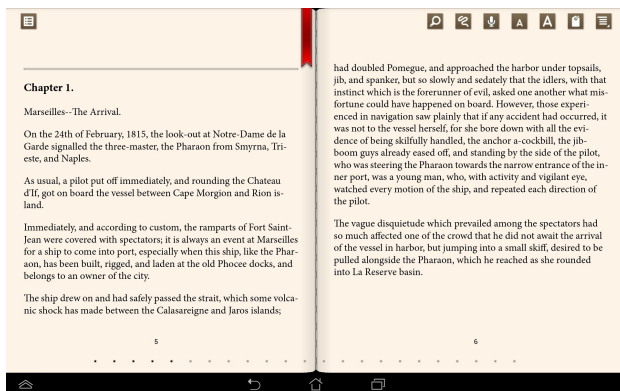 Chapter 1.
Marseilles--The Arrival.
On the 24th of February, 1815, the look-out at Notre-Dame de la
Garde signalled the three-master, the Pharaon from Smyrna, Tri-
este, and Naples.
As usual, a pilot put off immediately, and rounding the Chateau
d'If, got on board the vessel between Cape Morgion and Rion is-
land.
Immediately, and according to custom, the ramparts of Fort Saint-
Jean were covered with spectators; it is always an event at Marseilles
for a ship to come into port, especially when this ship, like the Phar-
aon, has been built, rigged, and laden at the old Phocee docks, and
belongs to an owner of the city.
The ship drew on and had safely passed the strait, which some volca-
nic shock has made between the Calasareigne and Jaros islands;
5
A
A
had doubled Pomegue, and approached the harbor under topsails,
jib, and spanker, but so slowly and sedately that the idlers, with that
instinct which is the forerunner of evil, asked one another what mis-
fortune could have happened on board. However, those experi-
enced in navigation saw plainly that if any accident had occurred, it
was not to the vessel herself, for she bore down with all the evi-
dence of being skilfully handled, the anchor a-cockbill, the jib-
boom guys already eased off, and standing by the side of the pilot,
who was steering the Pharaon towards the narrow entrance of the in-
ner port, was a young man, who, with activity and vigilant eye,
watched every motion of the ship, and repeated each direction of
the pilot.
The vague disquietude which prevailed among the spectators had
so much affected one of the crowd that he did not await the arrival
of the vessel in harbor, but jumping into a small skiff, desired to be
pulled alongside the Pharaon, which he reached as she rounded
into La Reserve basin.
6